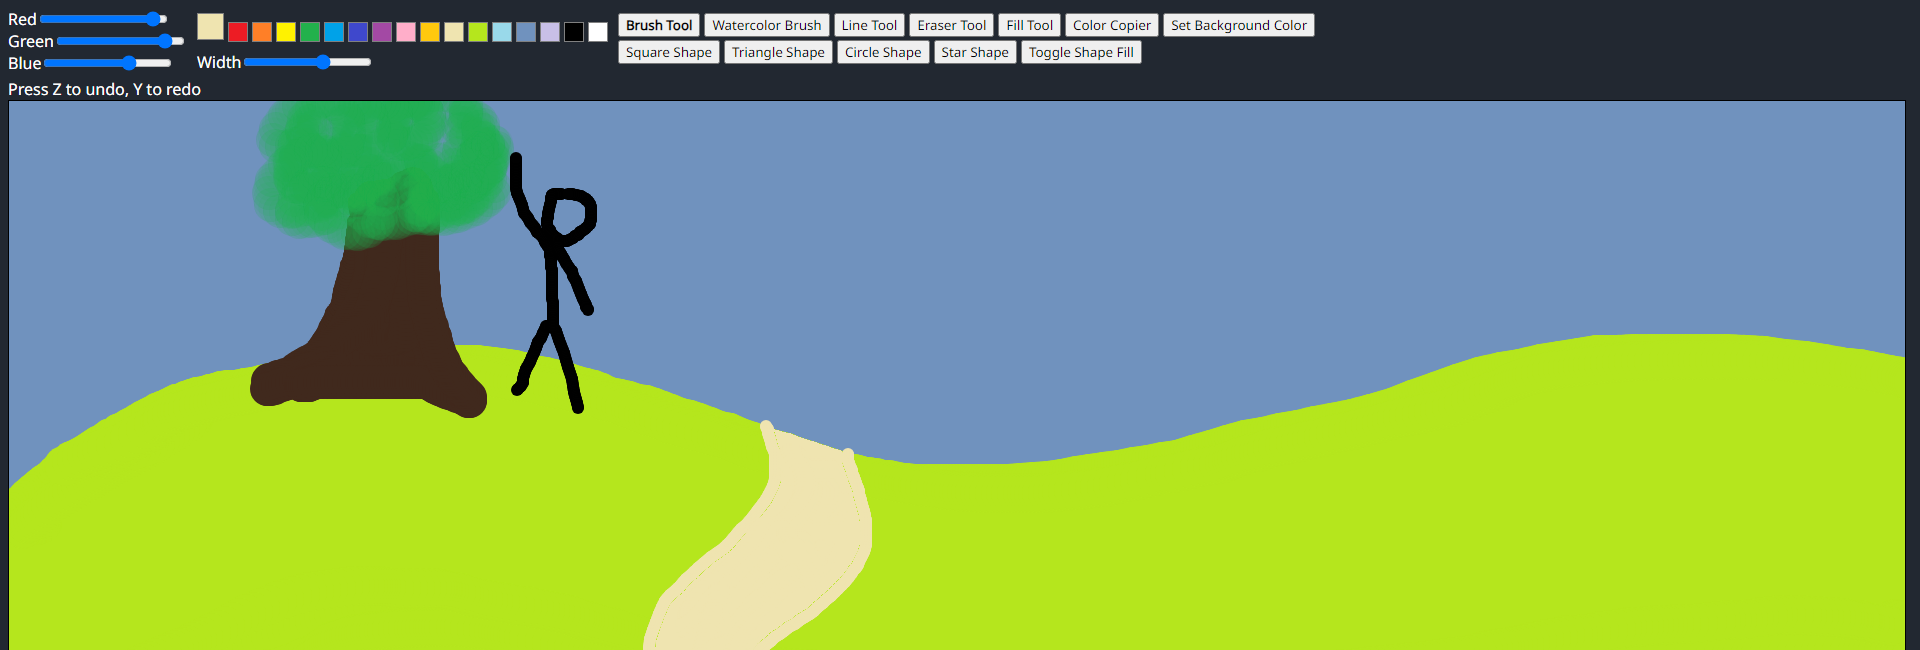 Red
Green
Blue
Width
Brush Tool Watercolor Brush Line Tool Eraser Tool Fill Tool Color Copier Set Background Color
Square Shape Triangle Shape Circle Shape Star Shape Toggle Shape Fill
Press Z to undo, Y to redo